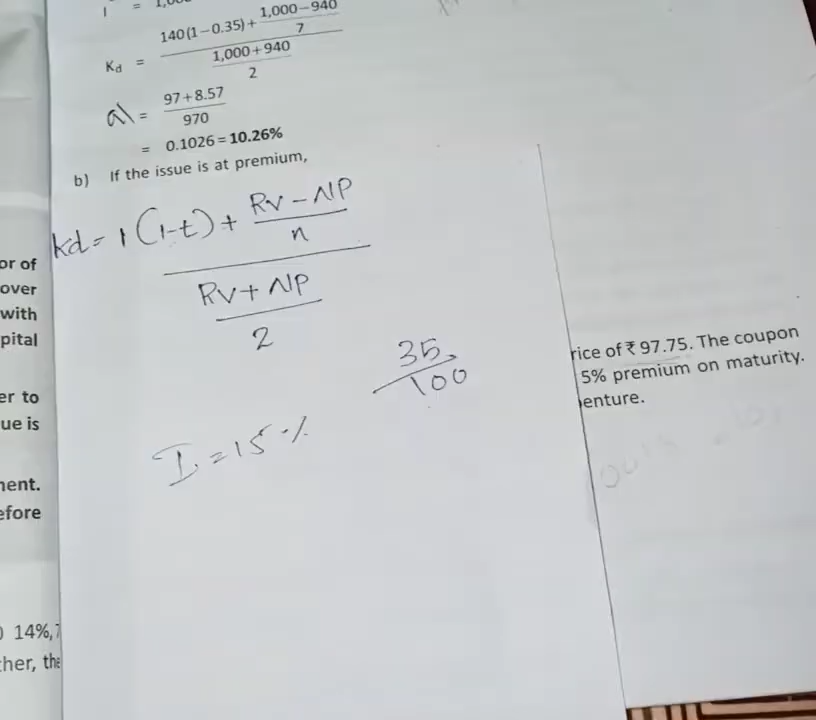 I = 1,000
140(1−0.35)+ 1,000−940
7
Kd =
1,000+940
2
a) = 97+8.57
970
= 0.1026 = 10.26%
b) If the issue is at premium,
Kd = I (1-t) + RV - NP
n
RV + NP
2
35
100
I = 15 %
or of
over
with
pital
er to
ue is
ment.
efore
14%,
ther, the
rice of ₹ 97.75. The coupon
5% premium on maturity.
enture.